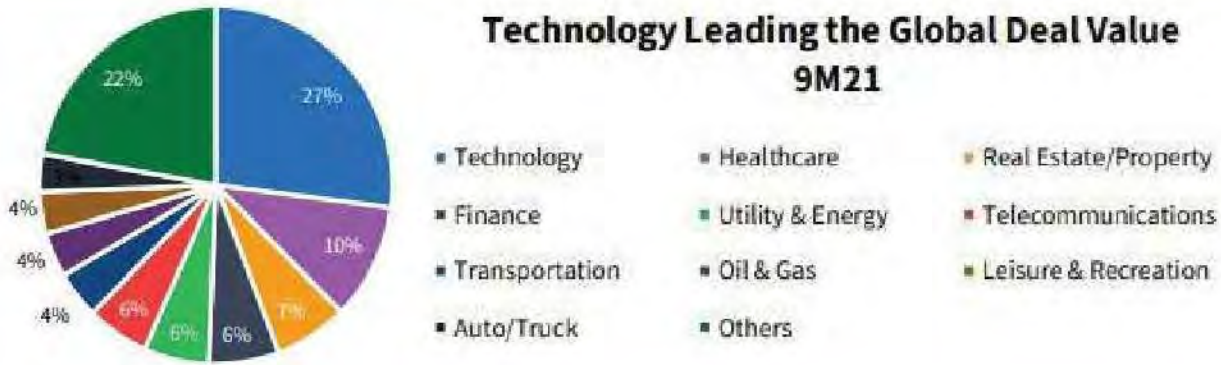 Technology Leading the Global Deal Value
9M21
22%
27%
4%
10%
4%
4%
6%
6%
6%
7%
Technology
Healthcare
Real Estate/Property
Finance
Utility & Energy
Telecommunications
Transportation
Oil & Gas
Leisure & Recreation
Auto/Truck
Others